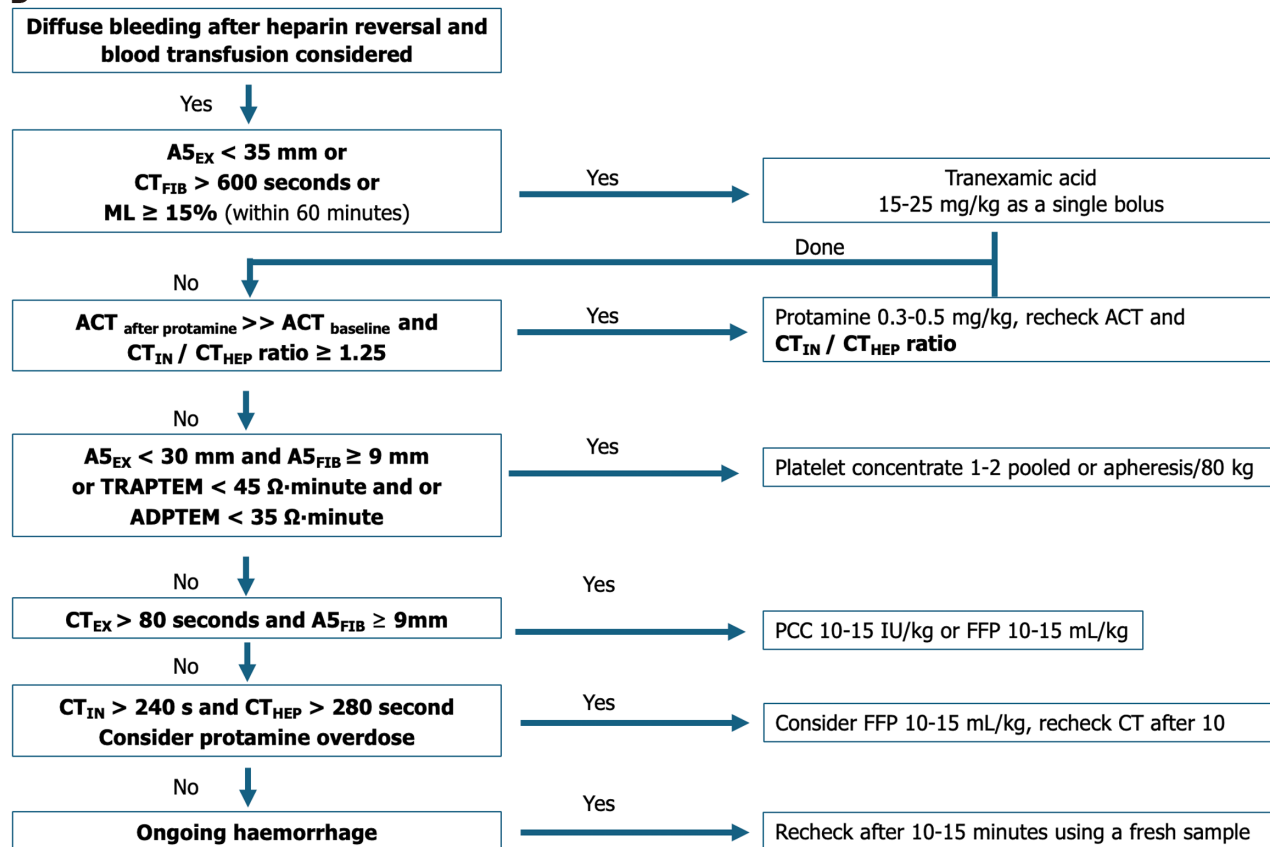 Diffuse bleeding after heparin reversal and
blood transfusion considered
Yes
A5EX < 35 mm or
CTFIB > 600 seconds or
ML ≥ 15% (within 60 minutes)
Yes
Tranexamic acid
15-25 mg/kg as a single bolus
Done
No
ACT after protamine >> ACT baseline and
CTIN / CTHEP ratio ≥ 1.25
Yes
Protamine 0.3-0.5 mg/kg, recheck ACT and
CTIN / CTHEP ratio
No
A5EX < 30 mm and A5FIB ≥ 9 mm
or TRAPTEM < 45 Ω·minute and or
ADPTEM < 35 Ω·minute
Yes
Platelet concentrate 1-2 pooled or apheresis/80 kg
No
CTEX > 80 seconds and A5FIB ≥ 9mm
Yes
PCC 10-15 IU/kg or FFP 10-15 mL/kg
No
CTIN > 240 s and CTHEP > 280 second
Consider protamine overdose
Yes
Consider FFP 10-15 mL/kg, recheck CT after 10
No
Ongoing haemorrhage
Yes
Recheck after 10-15 minutes using a fresh sample